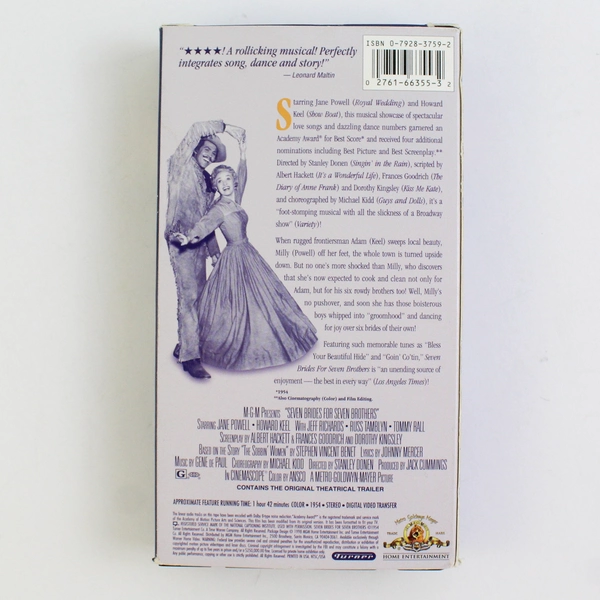 "★★★★! A rollicking musical! Perfectly
integrates song, dance and story!"
— Leonard Maltin
ISBN 0-7928-3759-2
0 2761-66355-3 2
Starring Jane Powell (Royal Wedding) and Howard
Keel (Show Boat), this musical showcase of spectacular
love songs and dazzling dance numbers garnered an
Academy Award® for Best Score* and received four additional
nominations including Best Picture and Best Screenplay.**
Directed by Stanley Donen (Singin' in the Rain), scripted by
Albert Hackett (It's a Wonderful Life), Frances Goodrich (The
Diary of Anne Frank) and Dorothy Kingsley (Kiss Me Kate),
and choreographed by Michael Kidd (Guys and Dolls), it's a
"foot-stomping musical with all the slickness of a Broadway
show" (Variety)!
When rugged frontiersman Adam (Keel) sweeps local beauty,
Milly (Powell) off her feet, the whole town is turned upside
down. But no one's more shocked than Milly, who discovers
that she's now expected to cook and clean not only for
Adam, but for his six rowdy brothers too! Well, Milly's
no pushover, and soon she has those boisterous
boys whipped into "groomhood" and dancing
for joy over six brides of their own!
Featuring such memorable tunes as "Bless
Your Beautiful Hide" and "Goin' Co'tin," Seven
Brides For Seven Brothers is "an unending source of
enjoyment — the best in every way" (Los Angeles Times)!
*1954
**Also Cinematography (Color) and Film Editing.
M-G-M Presents "SEVEN BRIDES FOR SEVEN BROTHERS"
Starring JANE POWELL • HOWARD KEEL With JEFF RICHARDS • RUSS TAMBLYN • TOMMY RALL
Screenplay by ALBERT HACKETT & FRANCES GOODRICH and DOROTHY KINGSLEY
Based on the Story "The Sobbin' Women" by STEPHEN VINCENT BENET Lyrics by JOHNNY MERCER
Music by GENE de PAUL Choreography by MICHAEL KIDD Directed by STANLEY DONEN Produced by JACK CUMMINGS
In CINEMASCOPE Color by ANSCO A METRO-GOLDWYN-MAYER Picture
G
CONTAINS THE ORIGINAL THEATRICAL TRAILER
APPROXIMATE FEATURE RUNNING TIME: 1 hour 42 minutes COLOR • 1954 • STEREO • DIGITAL VIDEO TRANSFER
Turner
Metro Goldwyn Mayer
HOME ENTERTAINMENT